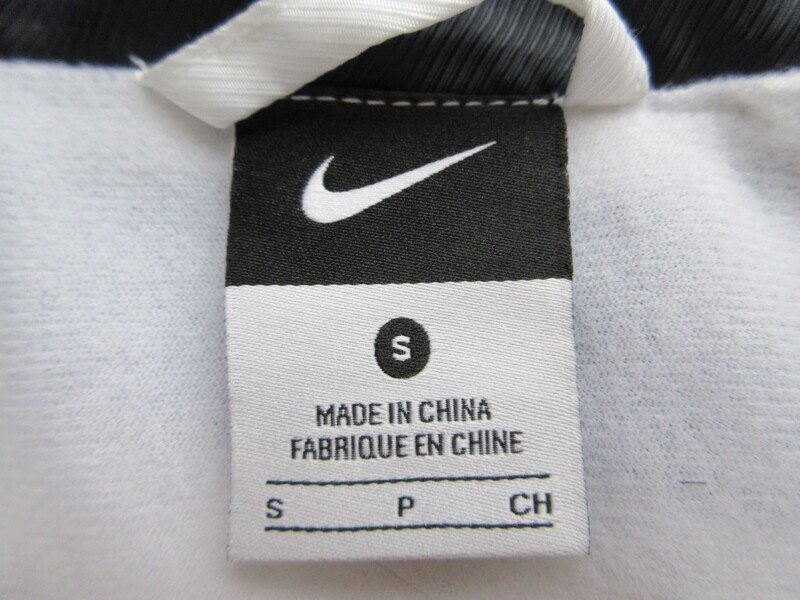 S
MADE IN CHINA
FABRIQUE EN CHINE
S P CH